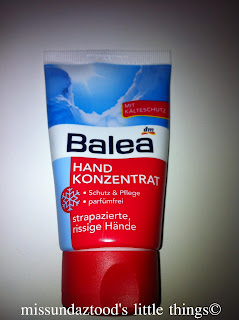 MIT
KÄLTESCHUTZ
dm
Balea
HAND
KONZENTRAT
• Schutz & Pflege
• parfümfrei
strapazierte,
rissige Hände
missundaztood's little things©